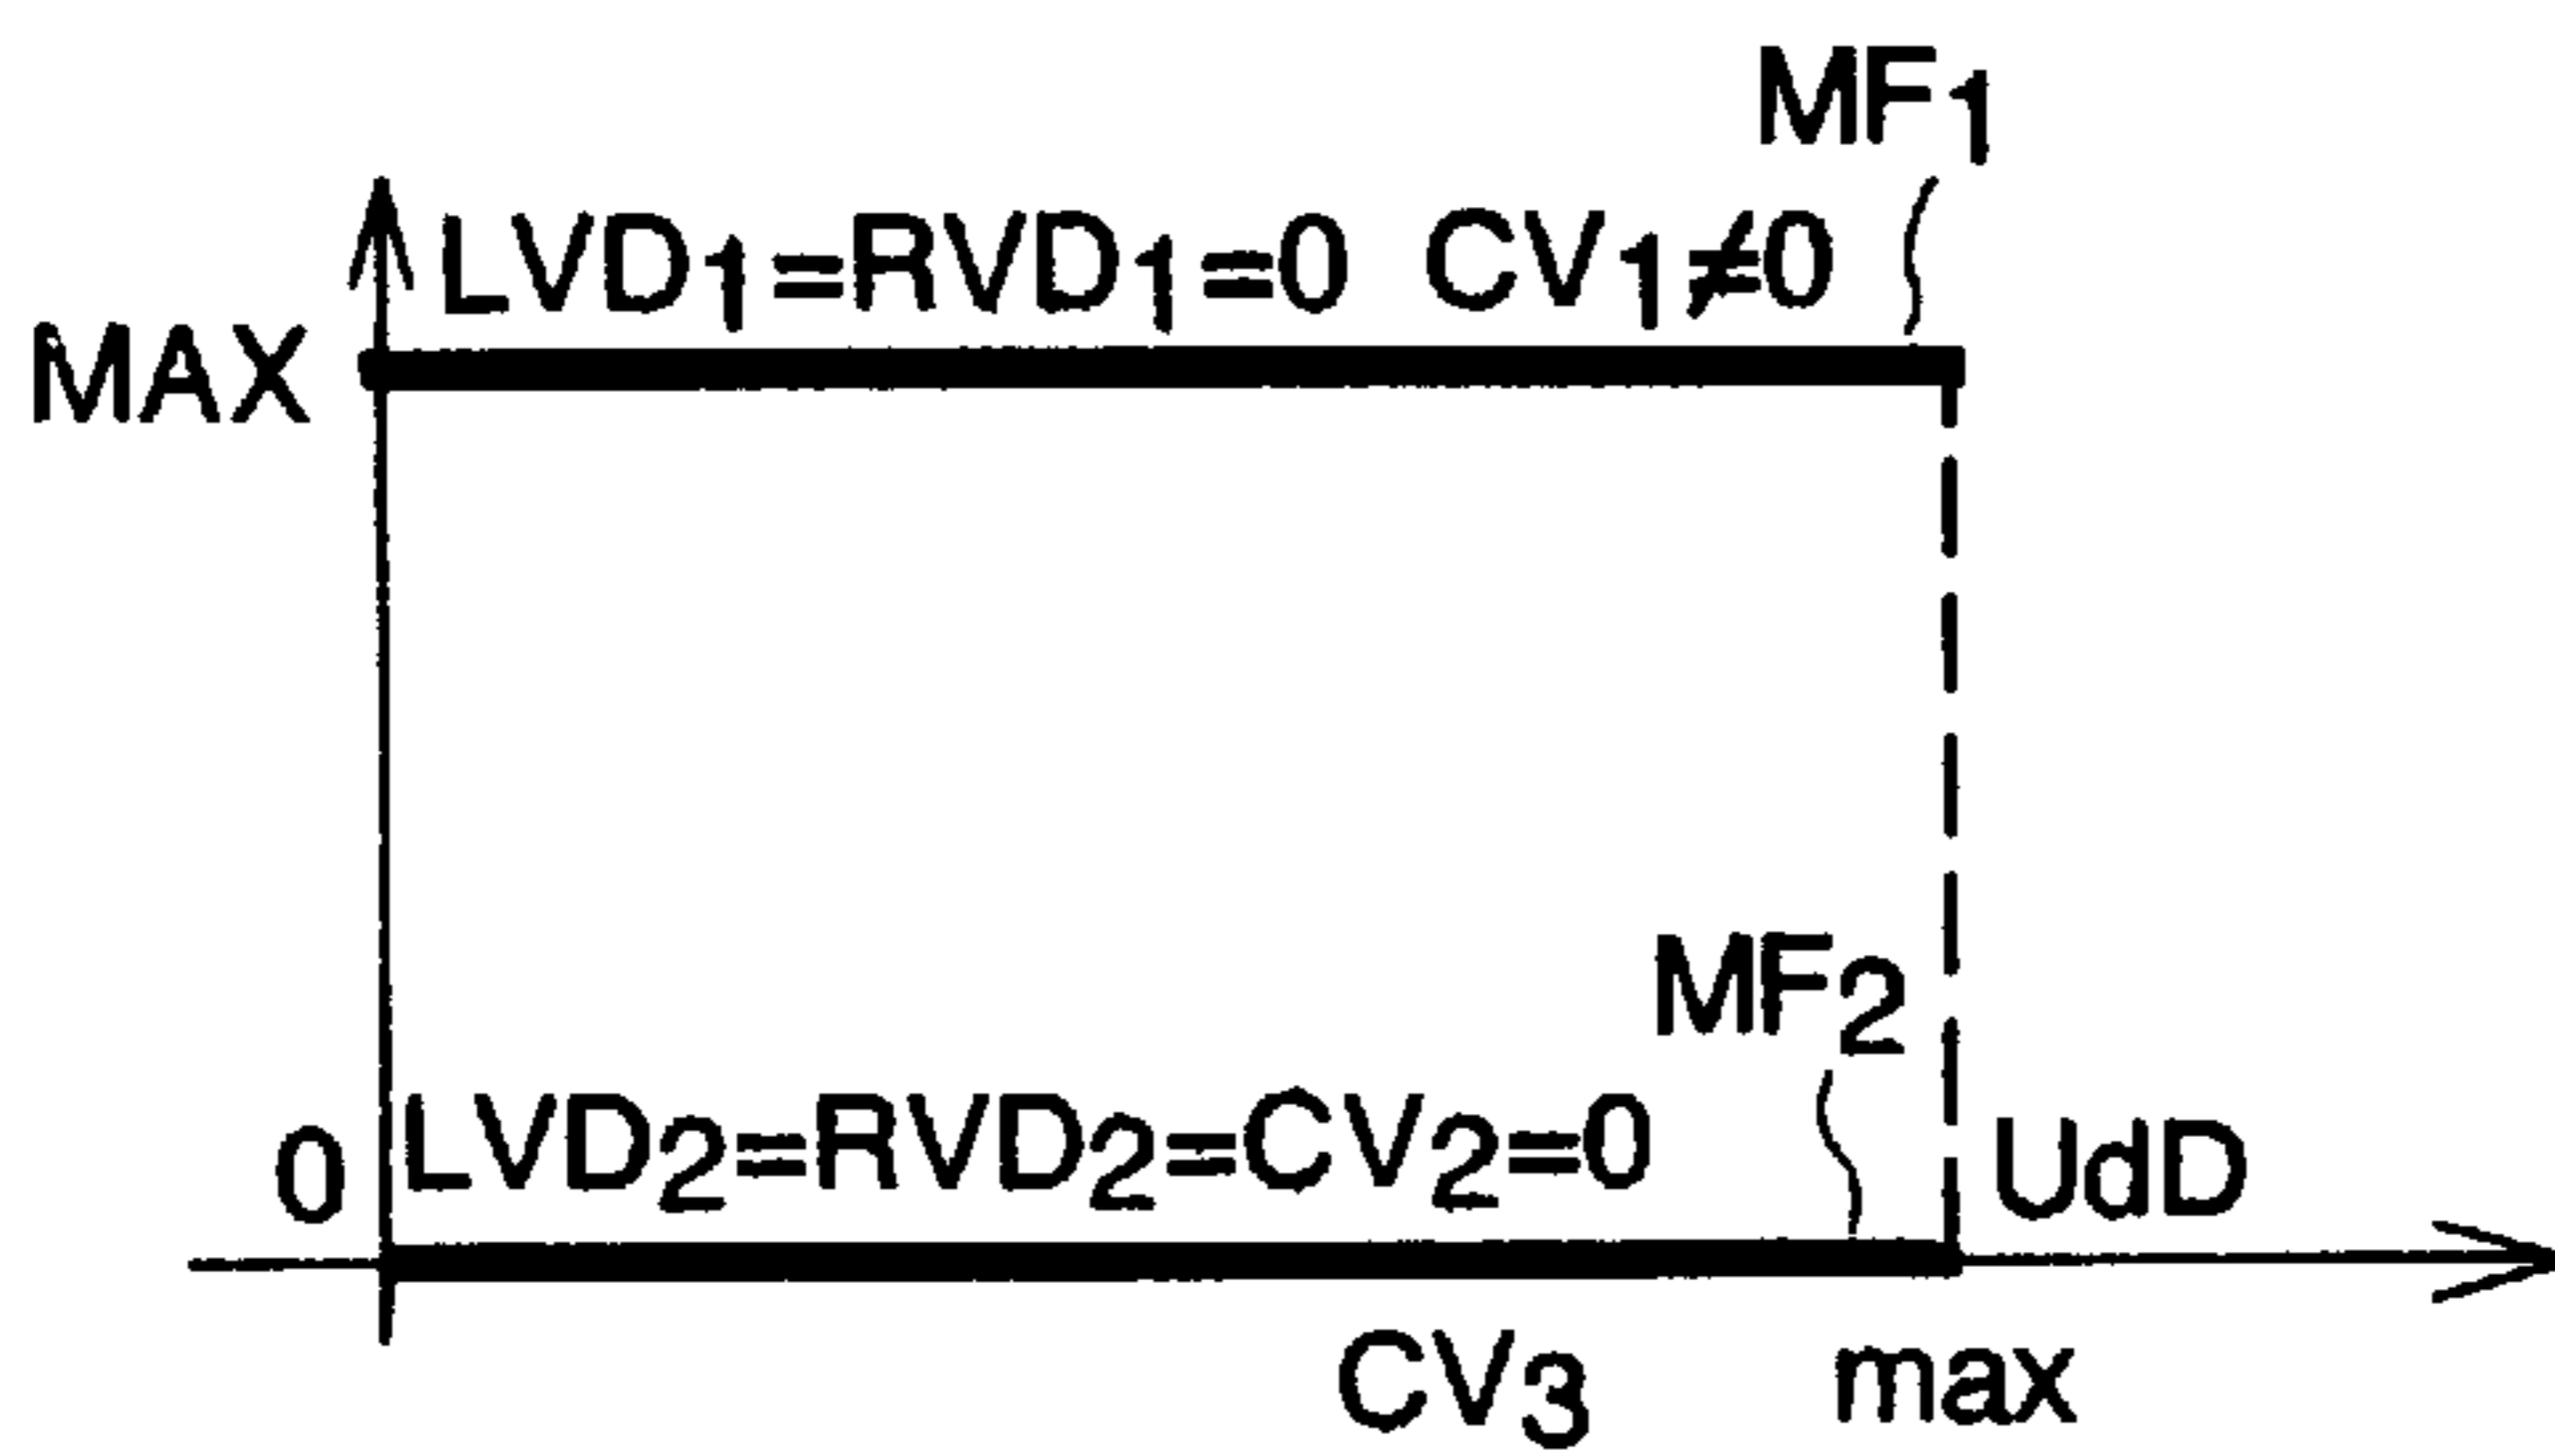 MF₁
LVD₁=RVD₁=0 CV₁≠0
MAX
MF₂
0 LVD₂=RVD₂=CV₂=0 UdD
CV₃ max